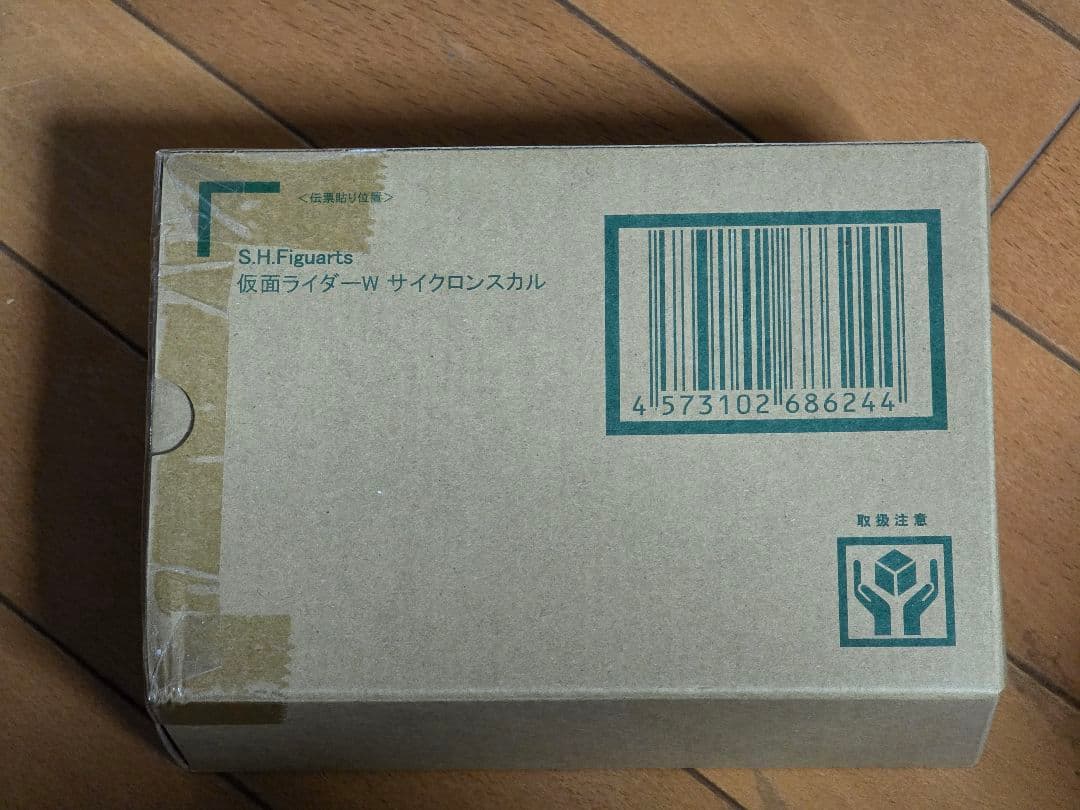 ＜伝票貼り位置＞
S.H.Figuarts
仮面ライダーW サイクロンスカル
4 573102 686244
取扱注意